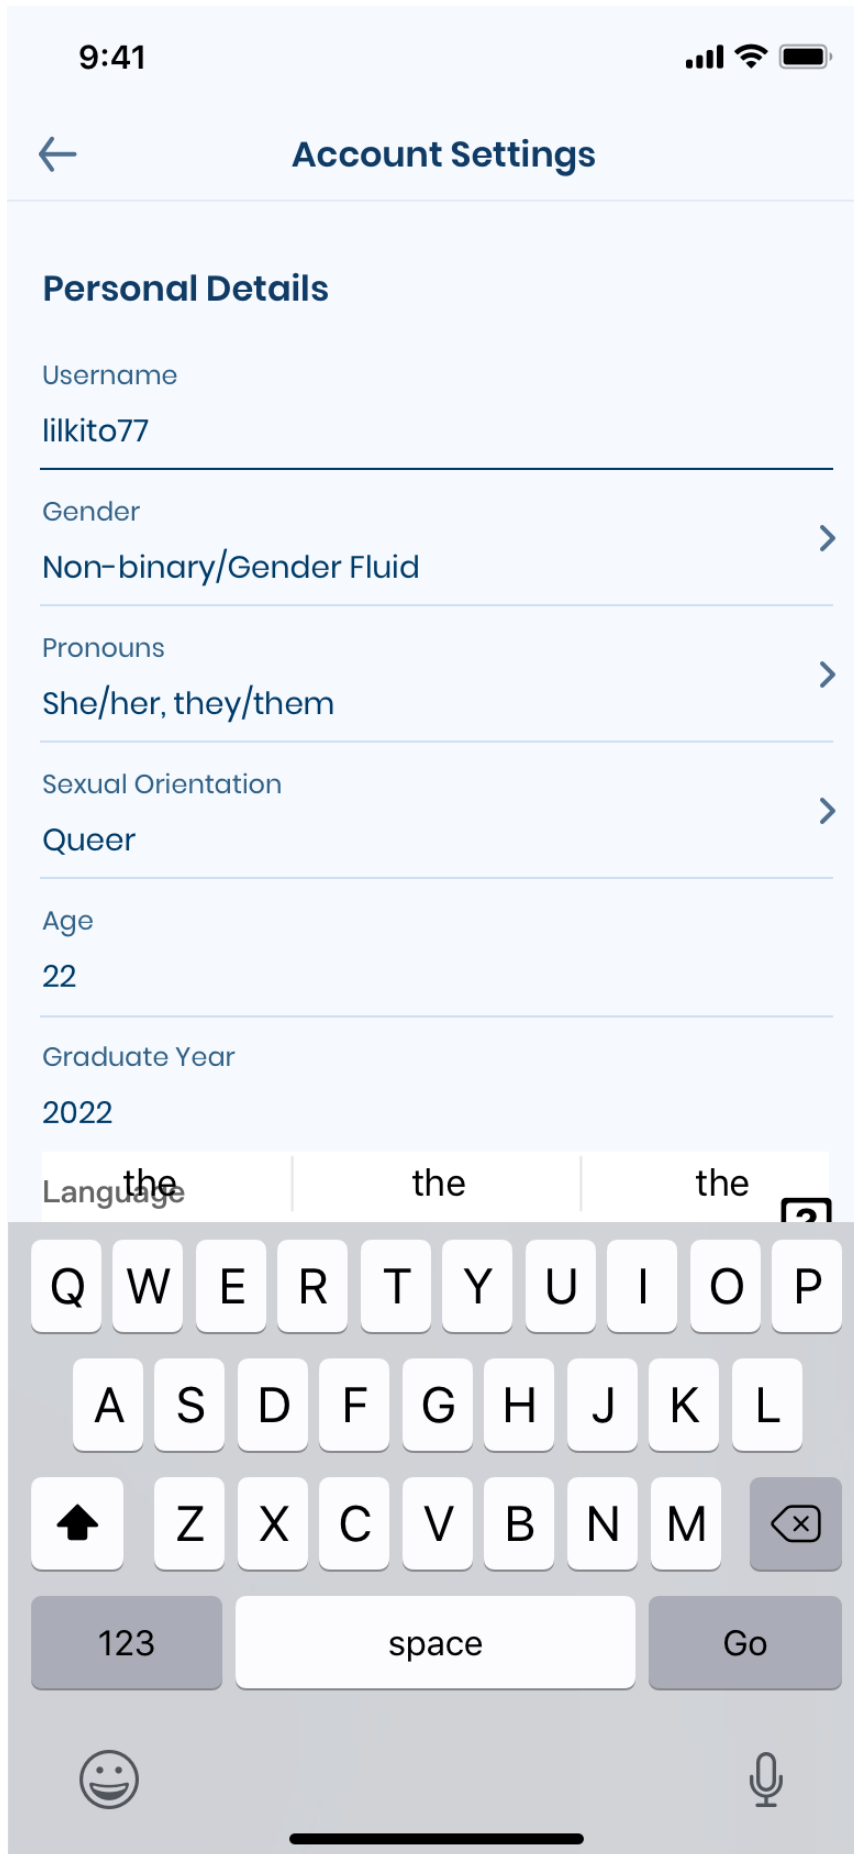 9:41
Account Settings
Personal Details
Username
lilkito77
Gender
Non-binary/Gender Fluid
Pronouns
She/her, they/them
Sexual Orientation
Queer
Age
22
Graduate Year
2022
Language
the the the
?
Q W E R T Y U I O P
A S D F G H J K L
Z X C V B N M
123 space Go